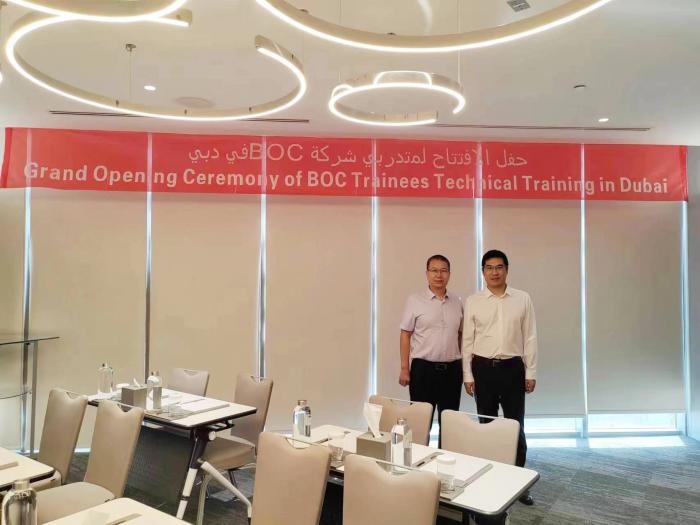 حفل الافتتاح لمتدربي شركة BOCفي دبي
Grand Opening Ceremony of BOC Trainees Technical Training in Dubai